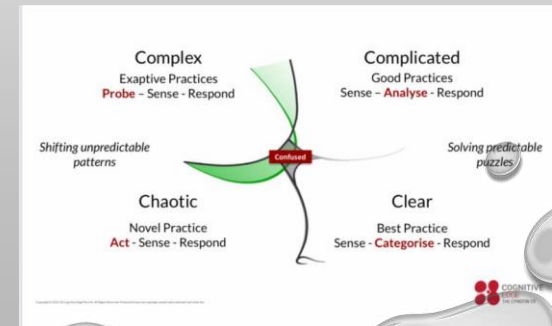 Complex
Exaptive Practices
Probe – Sense - Respond
Complicated
Good Practices
Sense – Analyse - Respond
Shifting unpredictable
patterns
Confused
Solving predictable
puzzles
Chaotic
Novel Practice
Act - Sense - Respond
Clear
Best Practice
Sense - Categorise - Respond
COGNITIVE
EDGE